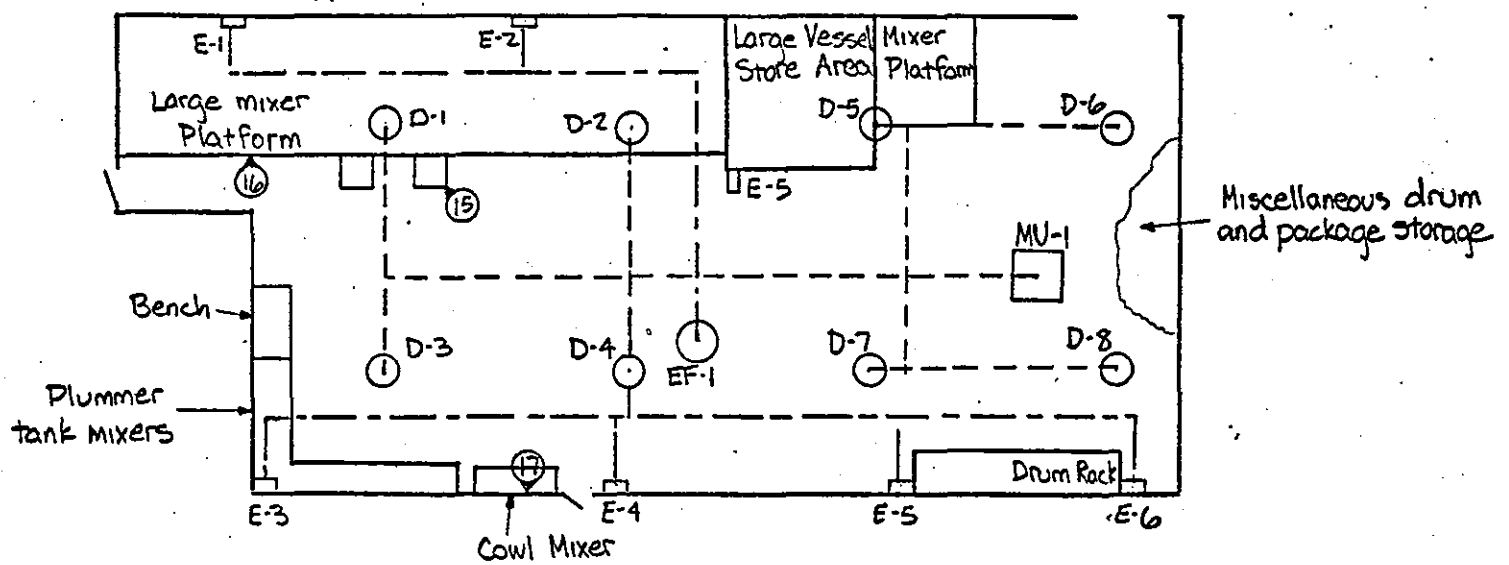 E-1
E-2
Large Vessel
Store Area
Mixer
Platform
Large mixer
Platform
D-1
D-2
D-5
D-6
16
15
E-5
Miscellaneous drum
and package storage
MU-1
Bench
D-3
D-4
EF-1
D-7
D-8
Plummer
tank mixers
17
Drum Rack
E-3
E-4
E-5
E-6
Cowl Mixer